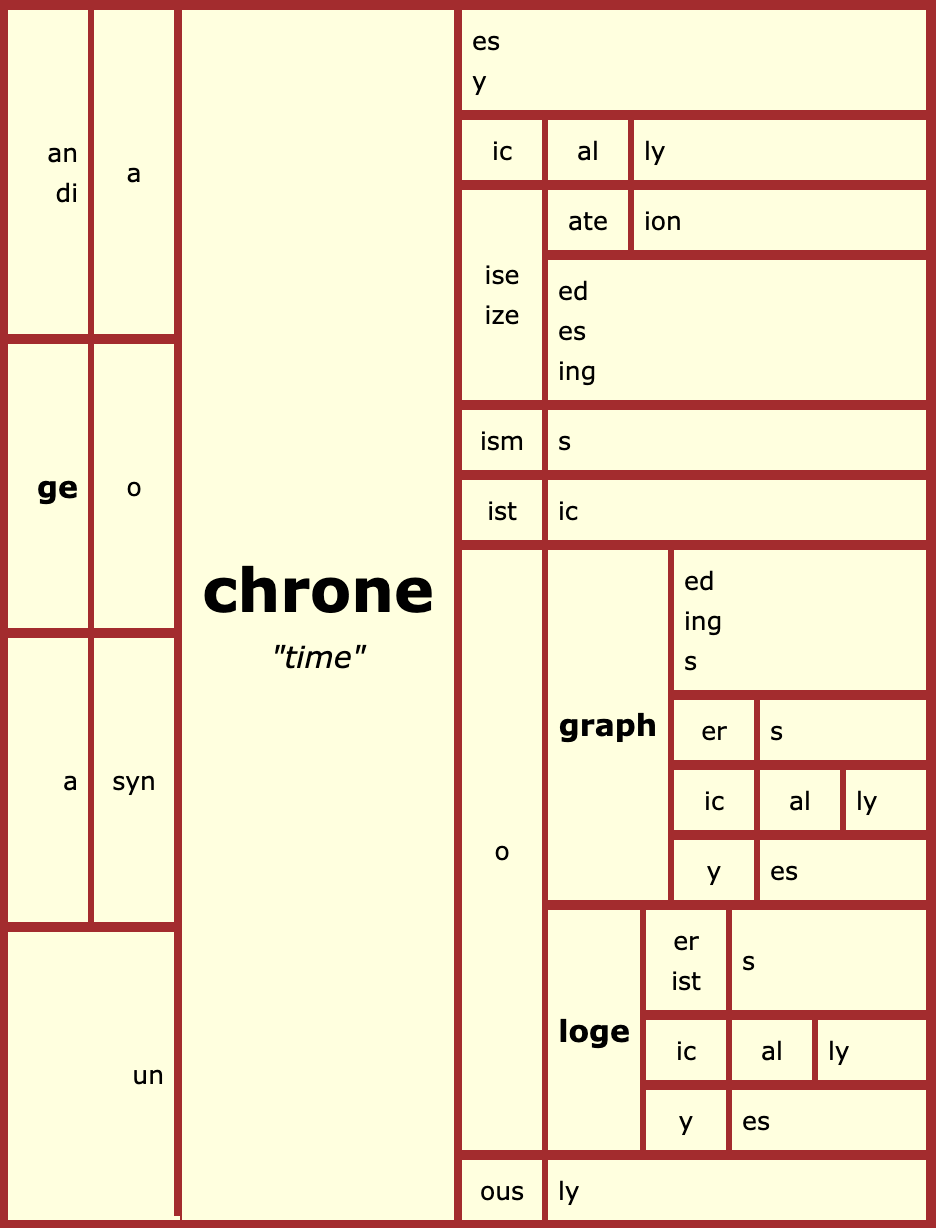 an
di
a
ge
o
a
syn
un
chrone
"time"
es
y
ic
al
ly
ise
ize
ate
ion
ed
es
ing
ism
s
ist
ic
o
graph
ed
ing
s
er
s
ic
al
ly
y
es
loge
er
ist
s
ic
al
ly
y
es
ous
ly